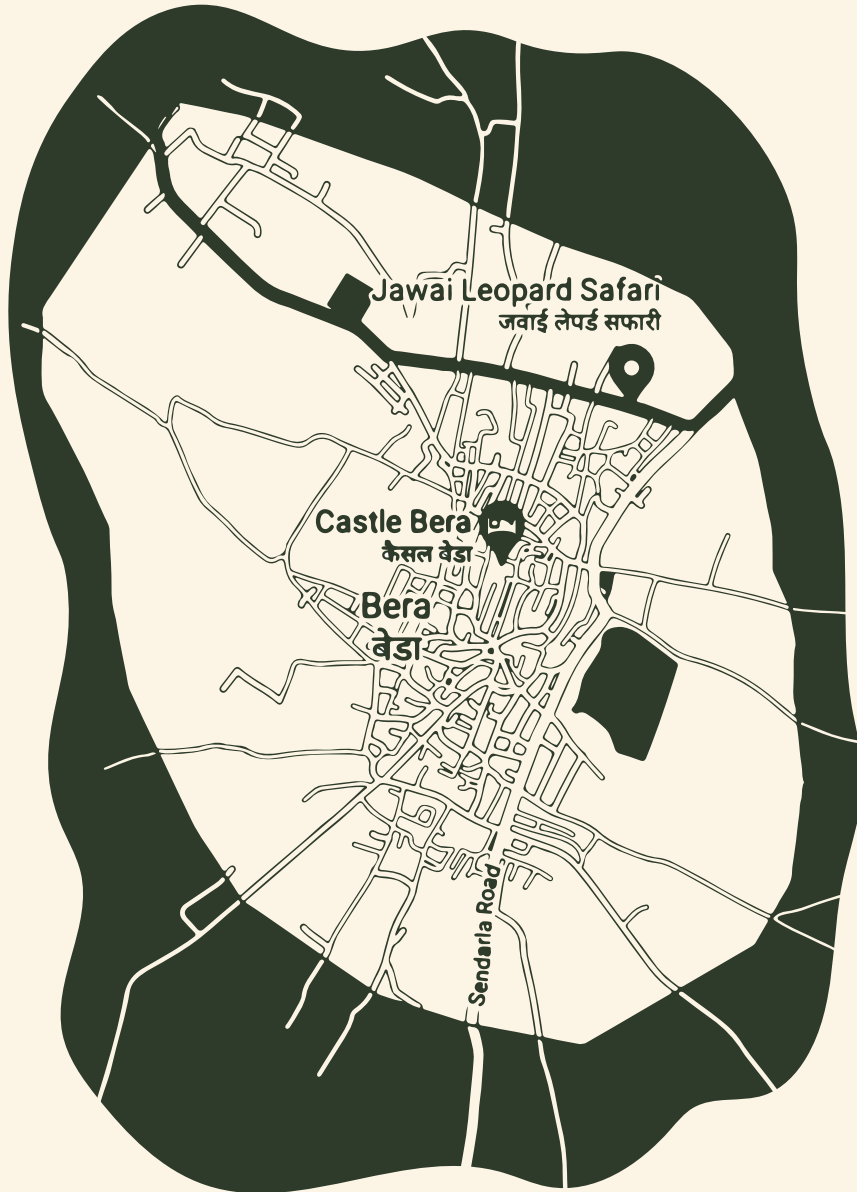 Jawai Leopard Safari
जवाई लेपर्ड सफारी
Castle Bera
कैसल बेडा
Bera
बेडा
Sendarla Road